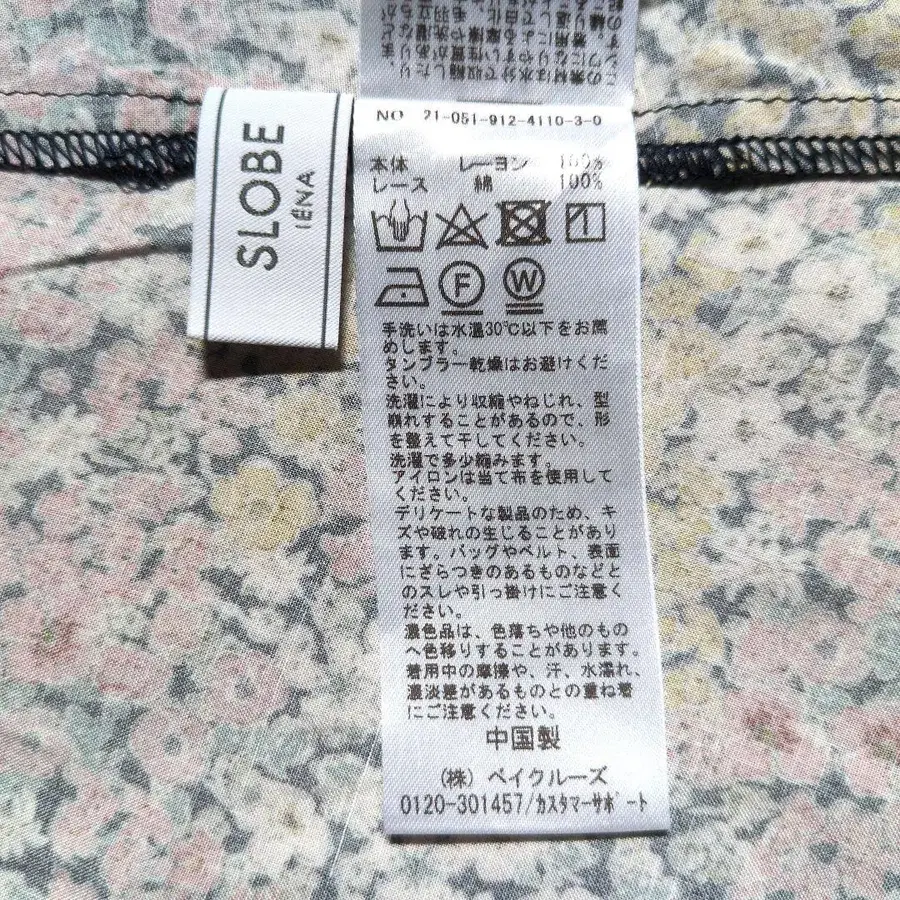 この素材は水分で収縮したり
SLOBE
IÉNA
NO 21-051-912-4110-3-0
本体 レーヨン 100%
レース 綿 100%
F W
手洗いは水温30℃以下をお薦
めします。
タンブラー乾燥はお避けくだ
さい。
洗濯により収縮やねじれ、型
崩れすることがあるので、形
を整えて干してください。
洗濯で多少縮みます。
アイロンは当て布を使用して
ください。
デリケートな製品のため、キ
ズや破れの生じることがあり
ます。バッグやベルト、表面
にざらつきのあるものなどと
のスレや引っ掛けにご注意く
ださい。
濃色品は、色落ちや他のもの
へ色移りすることがあります。
着用中の摩擦や、汗、水濡れ、
濃淡差があるものとの重ね着
にご注意ください。
中国製
(株) ベイクルーズ
0120-301457/ｶｽﾀﾏｰｻﾎﾟｰﾄ